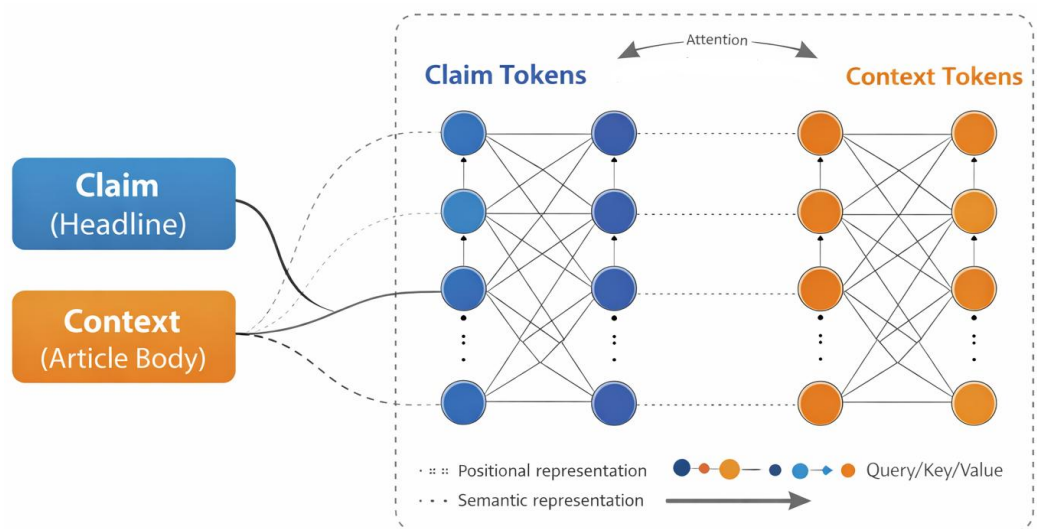 Attention
Claim Tokens
Context Tokens
Claim
(Headline)
Context
(Article Body)
Positional representation
Query/Key/Value
Semantic representation